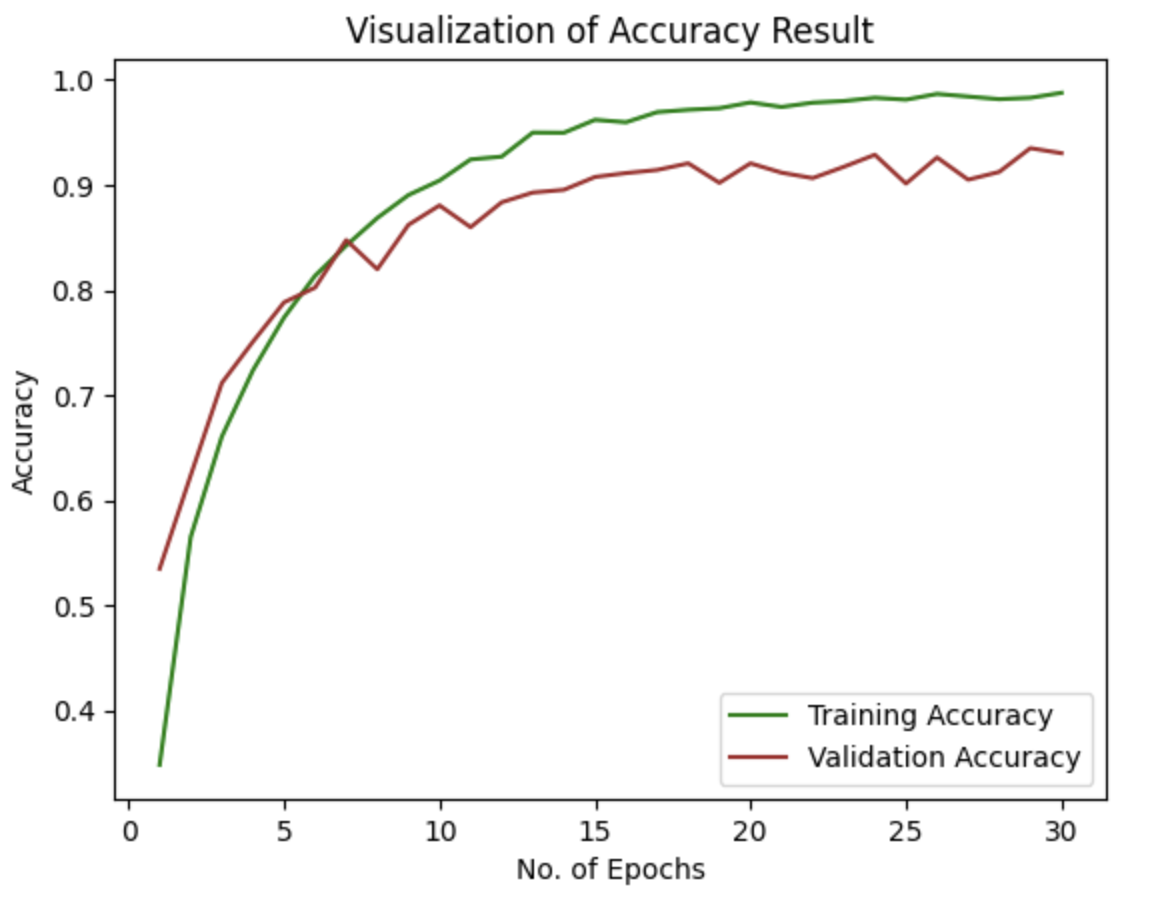 Visualization of Accuracy Result
1.0
0.9
0.8
0.7
0.6
0.5
0.4
Accuracy
Training Accuracy
Validation Accuracy
0 5 10 15 20 25 30
No. of Epochs